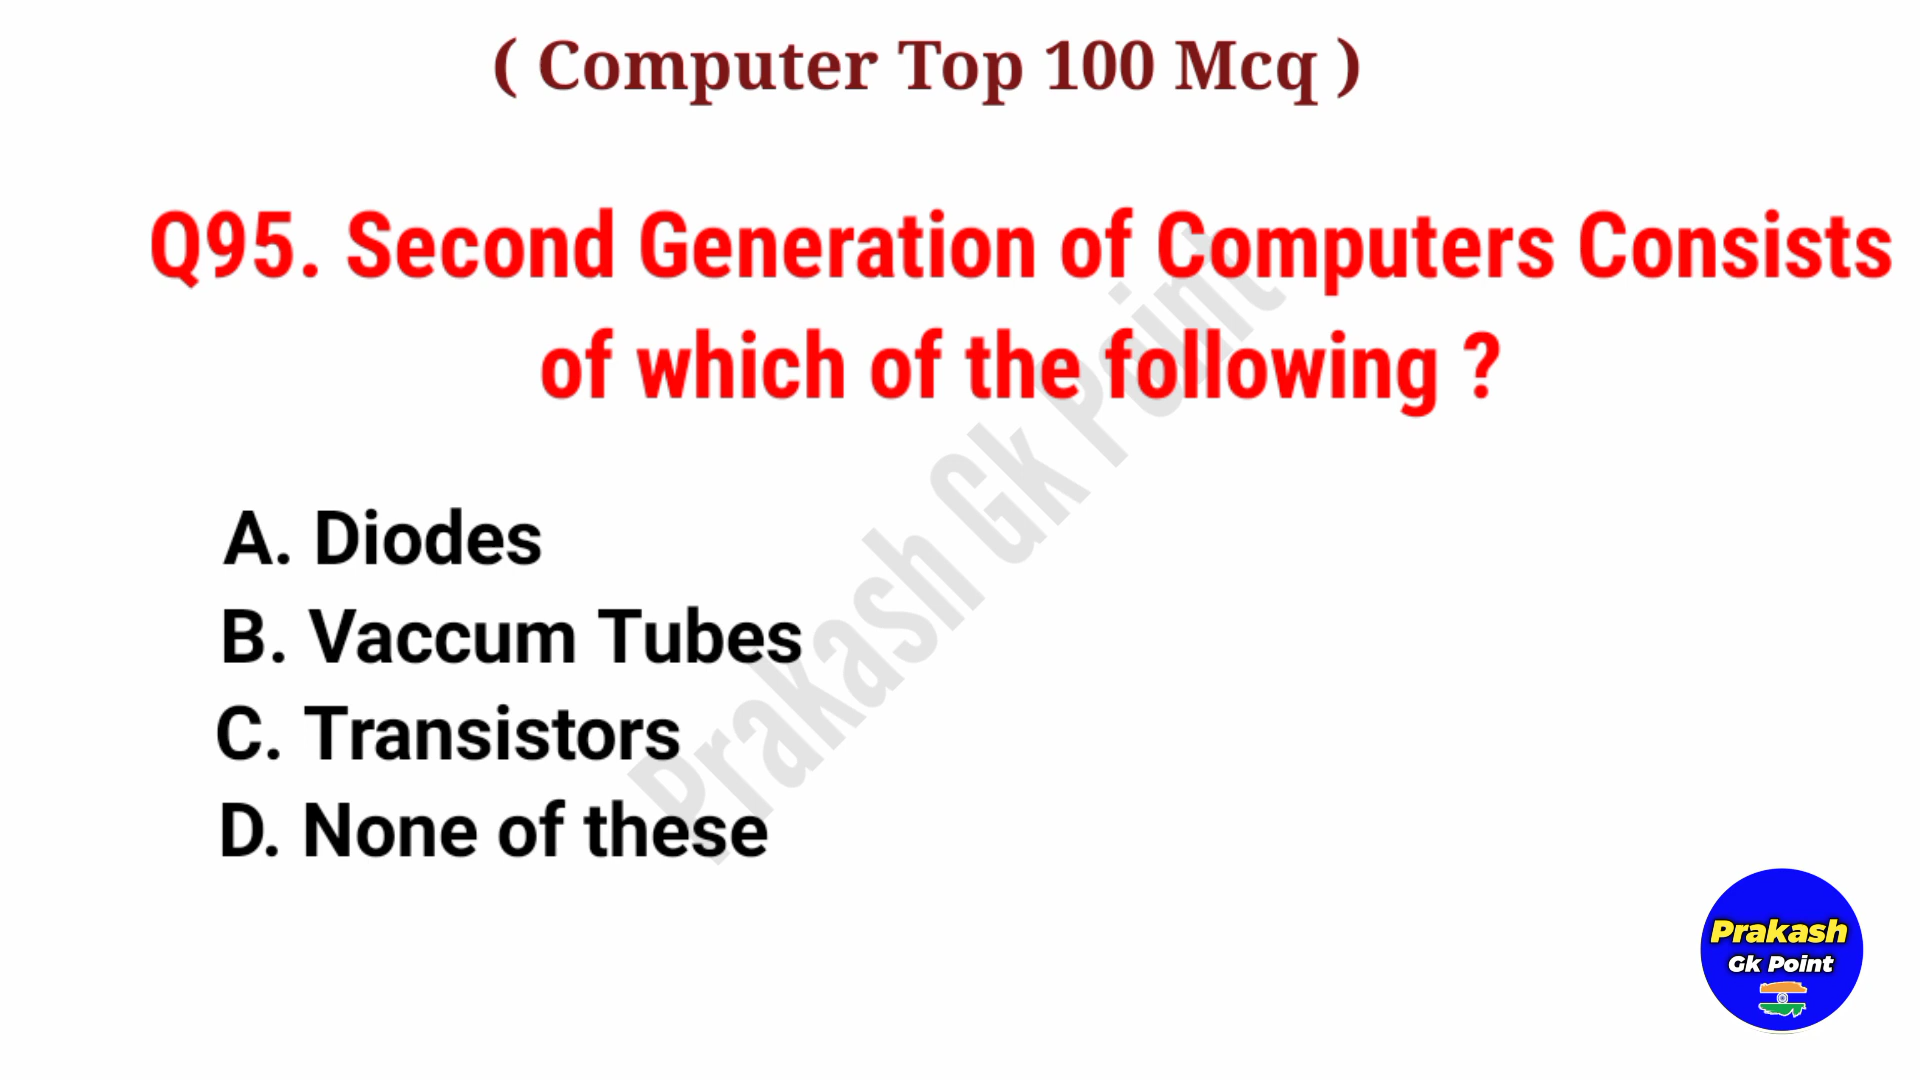 ( Computer Top 100 Mcq )
Q95. Second Generation of Computers Consists
of which of the following ?
A. Diodes
B. Vaccum Tubes
C. Transistors
D. None of these
Prakash Gk Point
Prakash
Gk Point